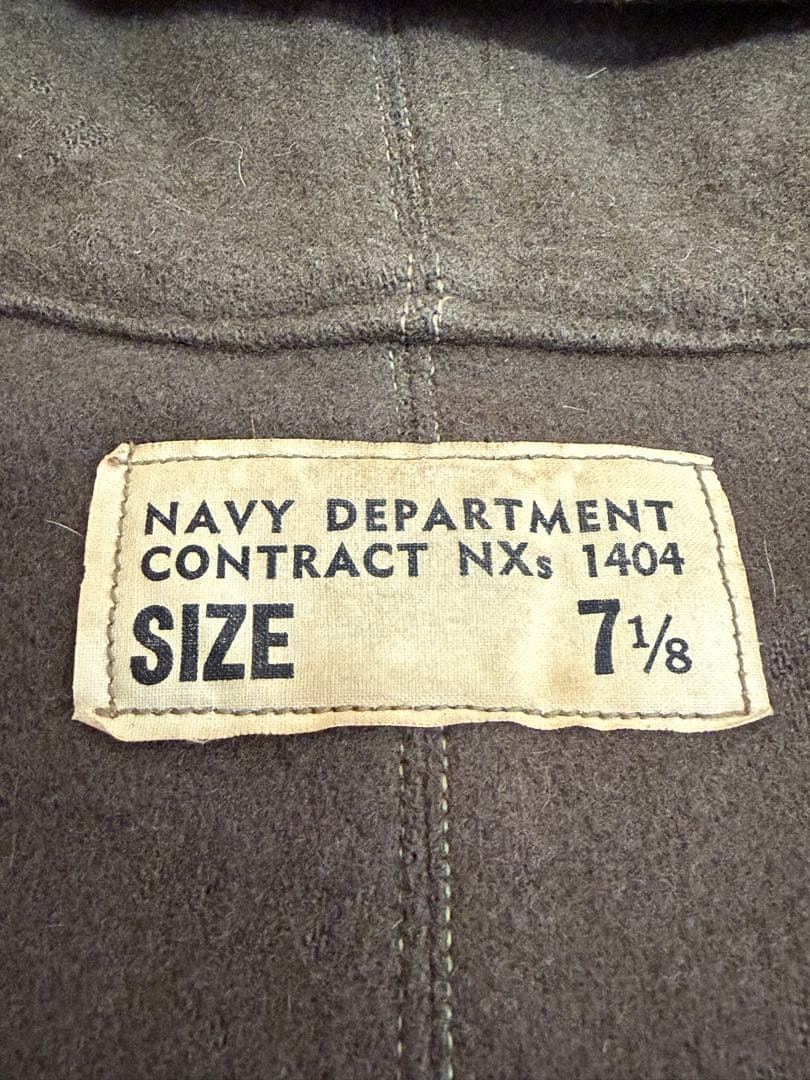 NAVY DEPARTMENT
CONTRACT NXs 1404
SIZE 7 1/8